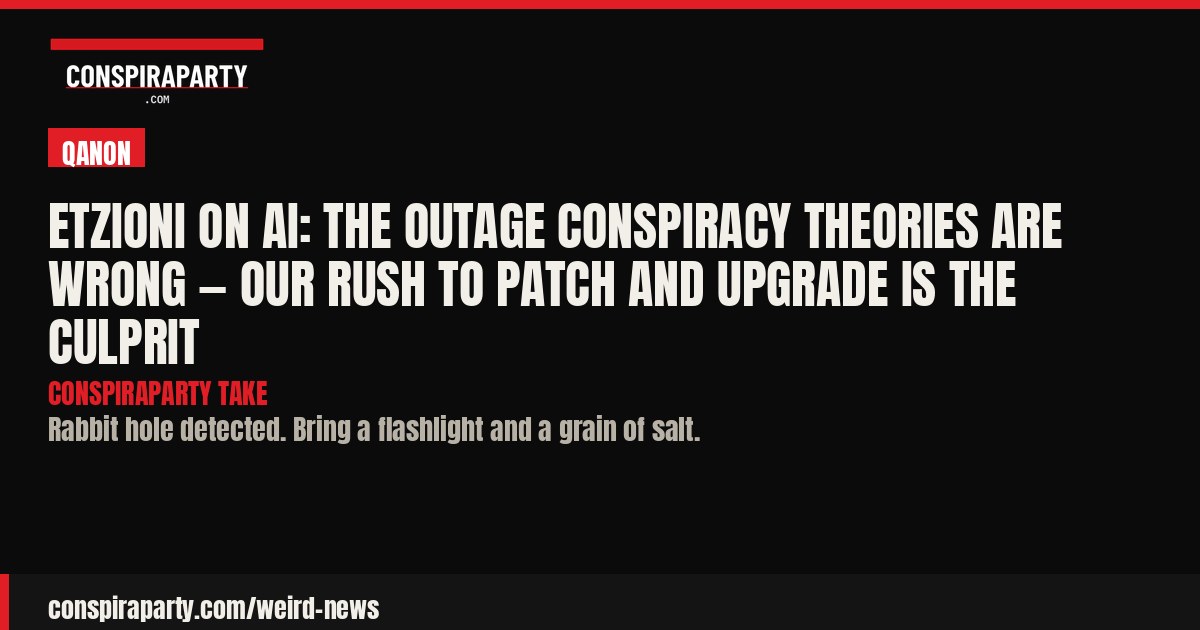 CONSPIRAPARTY
.COM
QANON
ETZIONI ON AI: THE OUTAGE CONSPIRACY THEORIES ARE
WRONG – OUR RUSH TO PATCH AND UPGRADE IS THE
CULPRIT
CONSPIRAPARTY TAKE
Rabbit hole detected. Bring a flashlight and a grain of salt.
conspiraparty.com/weird-news